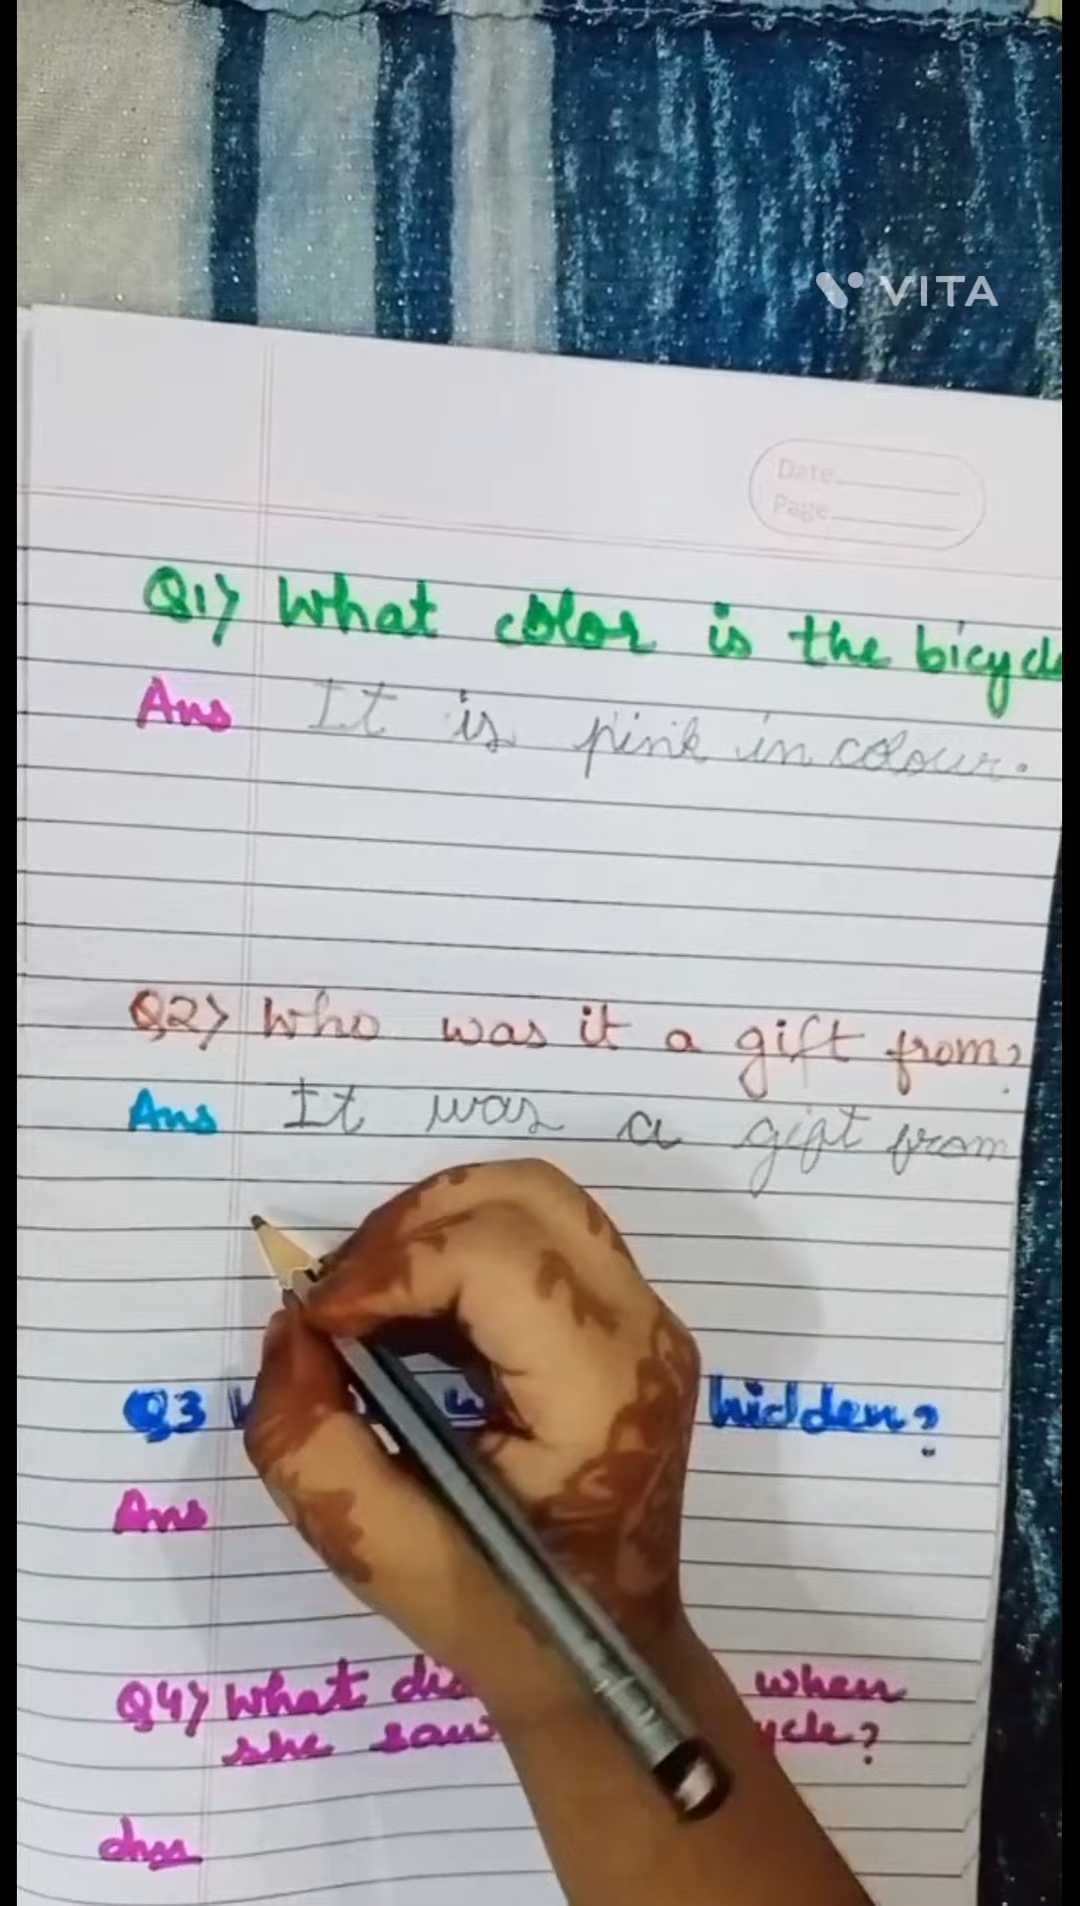 VITA
Date
Page
Q1> What color is the bicycle
Ans It is pink in colour.
Q2> Who was it a gift from?
Ans It was a gift from
Q3 hidden?
Ans
Q4> What when
she saw
Ans